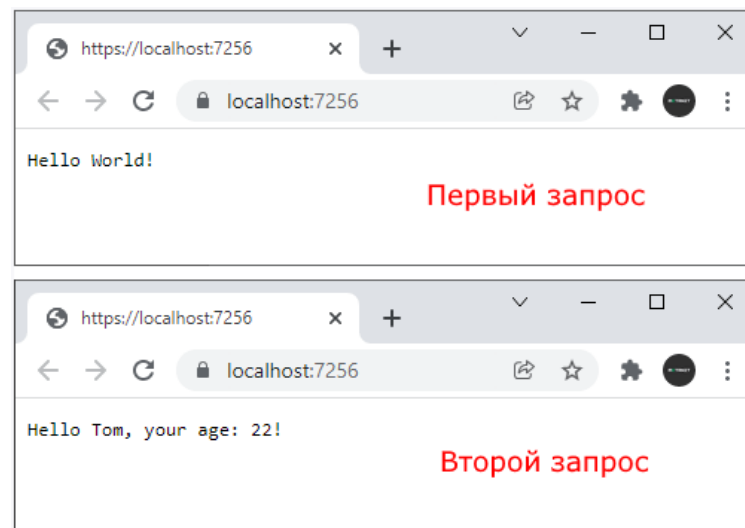 https://localhost:7256
localhost:7256
Hello World!
Первый запрос
https://localhost:7256
localhost:7256
Hello Tom, your age: 22!
Второй запрос